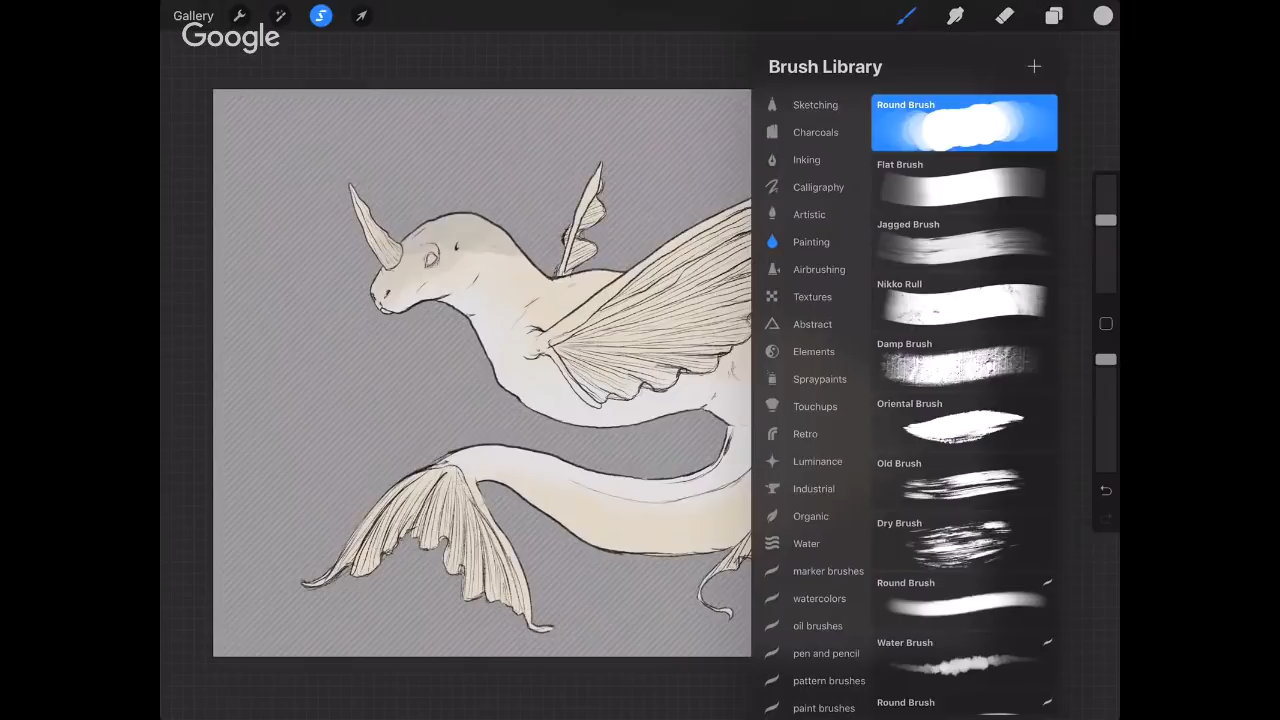 Gallery
Google
Brush Library
Sketching
Charcoals
Inking
Calligraphy
Artistic
Painting
Airbrushing
Textures
Abstract
Elements
Spraypaints
Touchups
Retro
Luminance
Industrial
Organic
Water
marker brushes
watercolors
oil brushes
pen and pencil
pattern brushes
paint brushes
Round Brush
Flat Brush
Jagged Brush
Nikko Rull
Damp Brush
Oriental Brush
Old Brush
Dry Brush
Round Brush
Water Brush
Round Brush